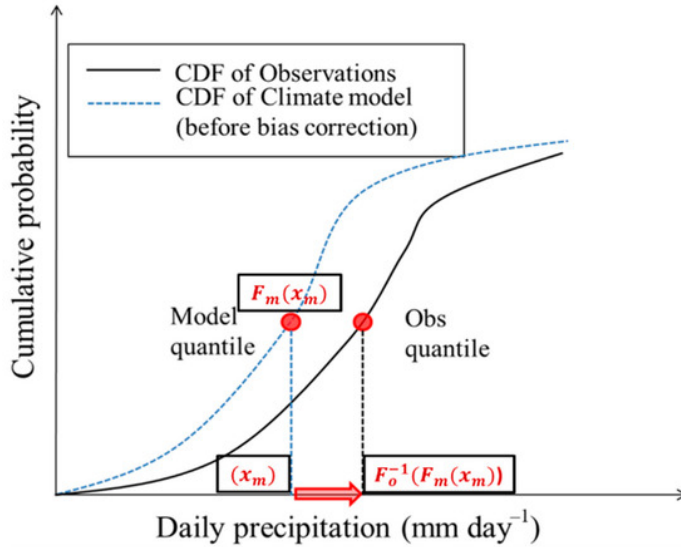 CDF of Observations
CDF of Climate model
(before bias correction)
Cumulative probability
F_m(x_m)
Model
quantile
Obs
quantile
(x_m)
F_o^{-1}(F_m(x_m))
Daily precipitation (mm day⁻¹)